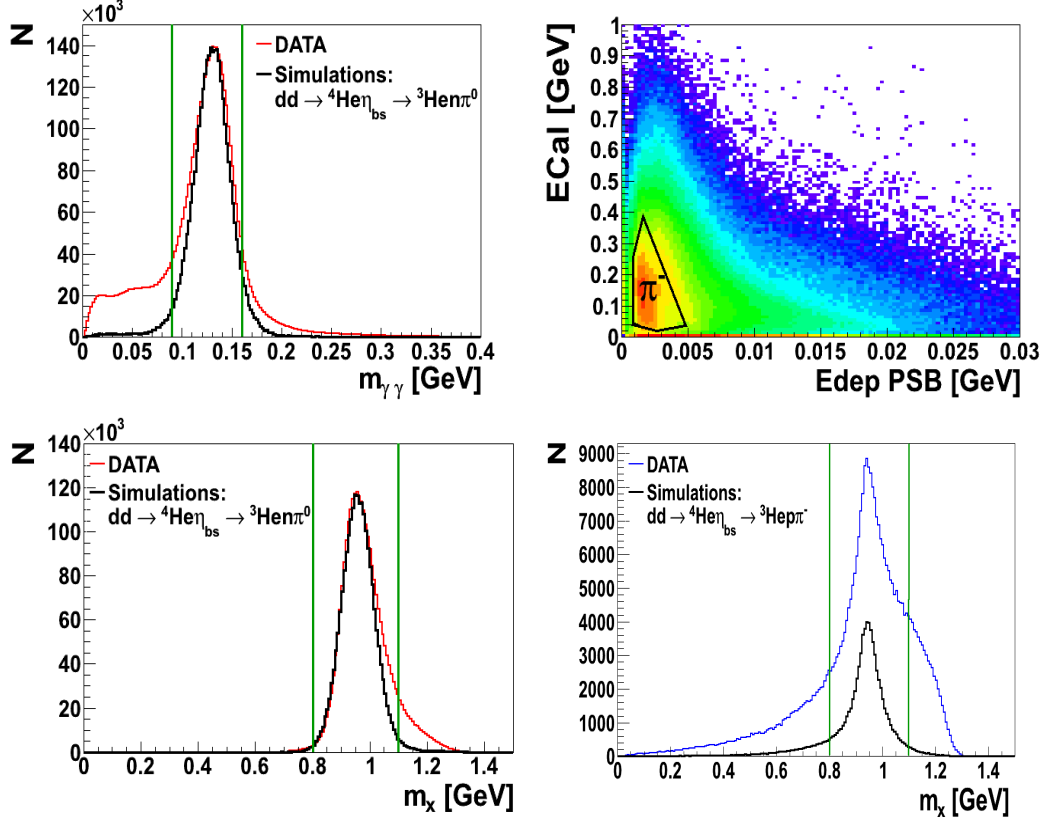 ×10³
N
140
120
100
80
60
40
20
0
DATA
Simulations:
dd → ⁴Heη_bs → ³Henπ⁰
0 0.05 0.1 0.15 0.2 0.25 0.3 0.35 0.4
m_γγ [GeV]
ECal [GeV]
1
0.9
0.8
0.7
0.6
0.5
0.4
0.3
0.2
0.1
0
π⁻
0 0.005 0.01 0.015 0.02 0.025 0.03
Edep PSB [GeV]
×10³
N
140
120
100
80
60
40
20
0
DATA
Simulations:
dd → ⁴Heη_bs → ³Henπ⁰
0 0.2 0.4 0.6 0.8 1 1.2 1.4
m_x [GeV]
N
9000
8000
7000
6000
5000
4000
3000
2000
1000
0
DATA
Simulations:
dd → ⁴Heη_bs → ³Hepπ⁻
0 0.2 0.4 0.6 0.8 1 1.2 1.4
m_x [GeV]